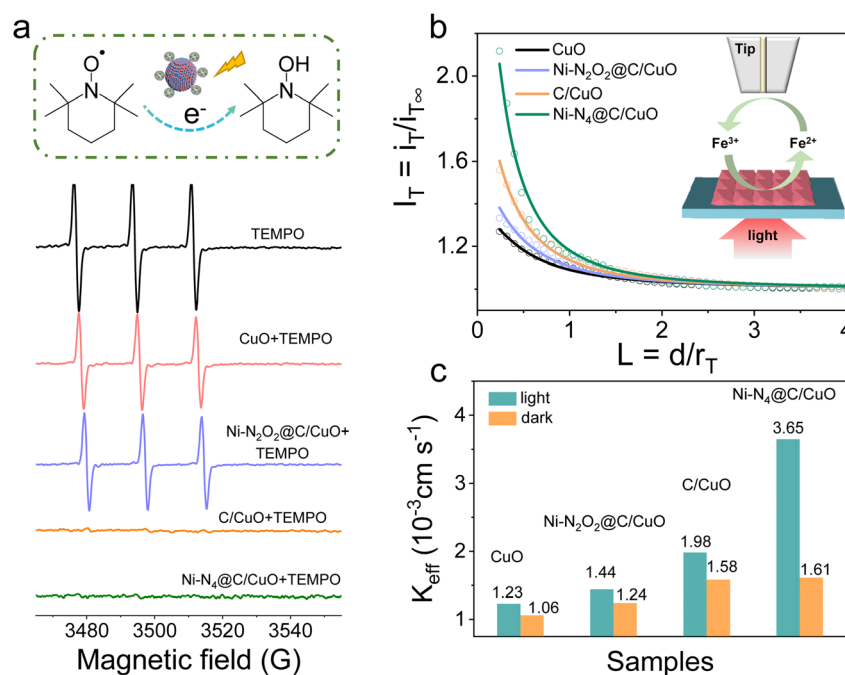 a
O•
N
e⁻
OH
N
TEMPO
CuO+TEMPO
Ni-N₂O₂@C/CuO+
TEMPO
C/CuO+TEMPO
Ni-N₄@C/CuO+TEMPO
3480 3500 3520 3540
Magnetic field (G)
b
CuO
Ni-N₂O₂@C/CuO
C/CuO
Ni-N₄@C/CuO
Tip
Fe³⁺
Fe²⁺
light
2.0
1.6
1.2
I_T = i_T/i_T∞
0 1 2 3 4
L = d/r_T
c
light
dark
Ni-N₄@C/CuO
3.65
C/CuO
Ni-N₂O₂@C/CuO
CuO
1.98
1.58
1.61
1.44
1.24
1.23
1.06
4
3
2
1
K_eff (10⁻³cm s⁻¹)
Samples